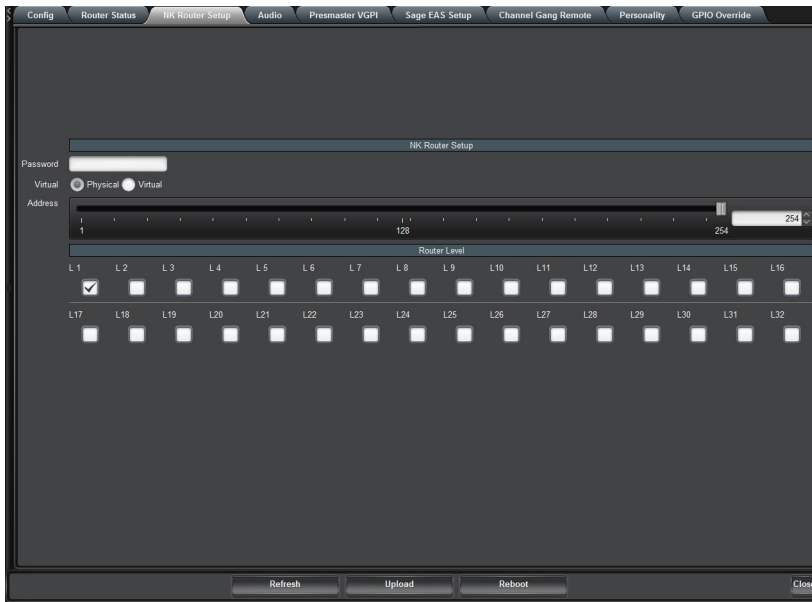 Config Router Status NK Router Setup Audio Presmaster VGPI Sage EAS Setup Channel Gang Remote Personality GPIO Override
NK Router Setup
Password
Virtual Physical Virtual
Address
254
1 128 254
Router Level
L 1 L 2 L 3 L 4 L 5 L 6 L 7 L 8 L 9 L10 L11 L12 L13 L14 L15 L16
L17 L18 L19 L20 L21 L22 L23 L24 L25 L26 L27 L28 L29 L30 L31 L32
Refresh Upload Reboot Close